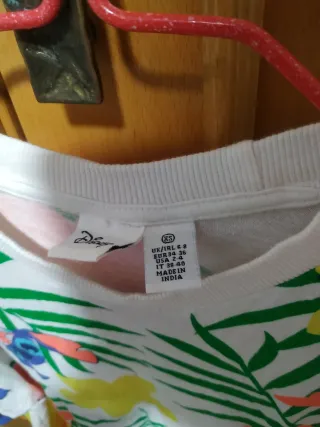 Disney
XS
UK/IRL 6-8
EUR 34-36
USA 2-4
IT 38-40
MADE IN
INDIA